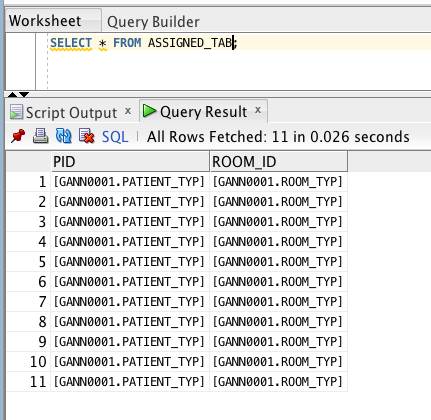 Worksheet Query Builder
SELECT * FROM ASSIGNED_TAB;
Script Output x Query Result x
SQL All Rows Fetched: 11 in 0.026 seconds
PID ROOM_ID
1 [GANN0001.PATIENT_TYP] [GANN0001.ROOM_TYP]
2 [GANN0001.PATIENT_TYP] [GANN0001.ROOM_TYP]
3 [GANN0001.PATIENT_TYP] [GANN0001.ROOM_TYP]
4 [GANN0001.PATIENT_TYP] [GANN0001.ROOM_TYP]
5 [GANN0001.PATIENT_TYP] [GANN0001.ROOM_TYP]
6 [GANN0001.PATIENT_TYP] [GANN0001.ROOM_TYP]
7 [GANN0001.PATIENT_TYP] [GANN0001.ROOM_TYP]
8 [GANN0001.PATIENT_TYP] [GANN0001.ROOM_TYP]
9 [GANN0001.PATIENT_TYP] [GANN0001.ROOM_TYP]
10 [GANN0001.PATIENT_TYP] [GANN0001.ROOM_TYP]
11 [GANN0001.PATIENT_TYP] [GANN0001.ROOM_TYP]